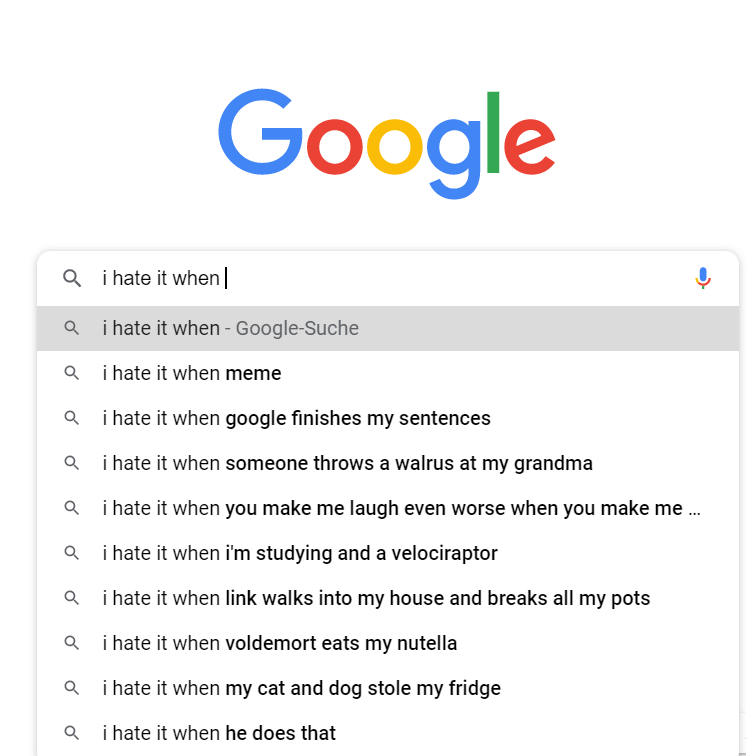 Google
i hate it when
i hate it when - Google-Suche
i hate it when meme
i hate it when google finishes my sentences
i hate it when someone throws a walrus at my grandma
i hate it when you make me laugh even worse when you make me ...
i hate it when i'm studying and a velociraptor
i hate it when link walks into my house and breaks all my pots
i hate it when voldemort eats my nutella
i hate it when my cat and dog stole my fridge
i hate it when he does that